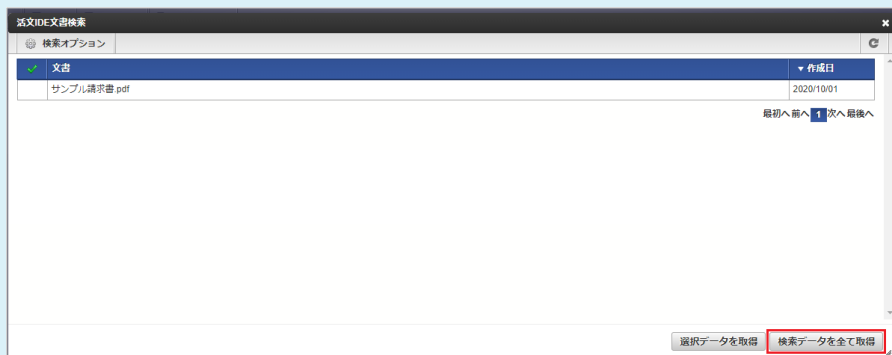 活文IDE文書検索
検索オプション
文書 ▼作成日
サンプル請求書.pdf 2020/10/01
最初へ 前へ 1 次へ 最後へ
選択データを取得 検索データを全て取得